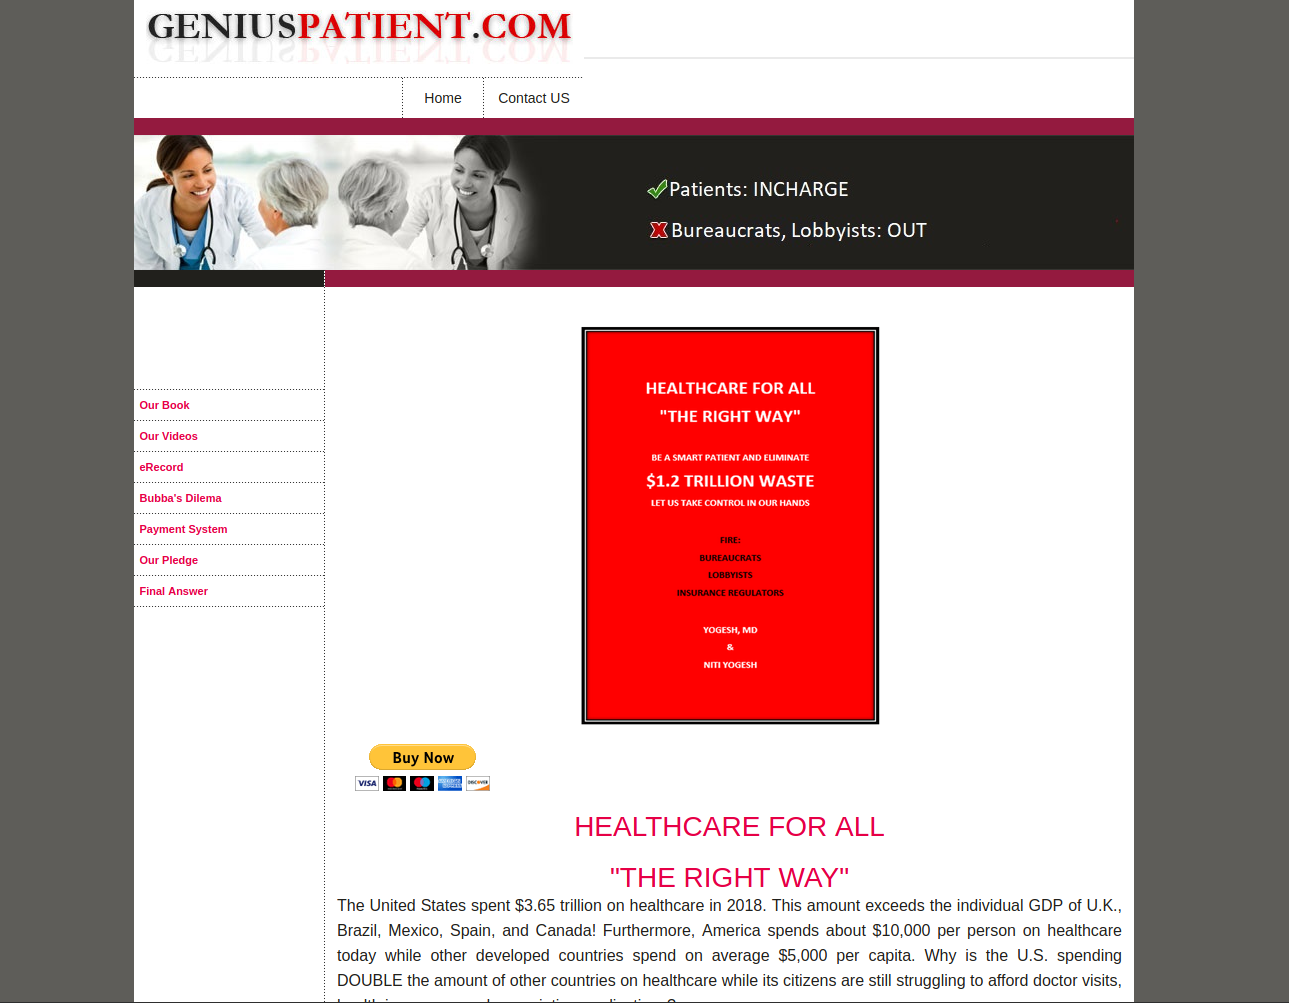 GENIUSPATIENT.COM
Home
Contact US
Patients: INCHARGE
Bureaucrats, Lobbyists: OUT
Our Book
Our Videos
eRecord
Bubba's Dilema
Payment System
Our Pledge
Final Answer
HEALTHCARE FOR ALL
"THE RIGHT WAY"
BE A SMART PATIENT AND ELIMINATE
$1.2 TRILLION WASTE
LET US TAKE CONTROL IN OUR HANDS
FIRE:
BUREAUCRATS
LOBBYISTS
INSURANCE REGULATORS
YOGESH, MD
&
NITI YOGESH
Buy Now
VISA
DISCOVER
HEALTHCARE FOR ALL
"THE RIGHT WAY"
The United States spent $3.65 trillion on healthcare in 2018. This amount exceeds the individual GDP of U.K.,
Brazil, Mexico, Spain, and Canada! Furthermore, America spends about $10,000 per person on healthcare
today while other developed countries spend on average $5,000 per capita. Why is the U.S. spending
DOUBLE the amount of other countries on healthcare while its citizens are still struggling to afford doctor visits,